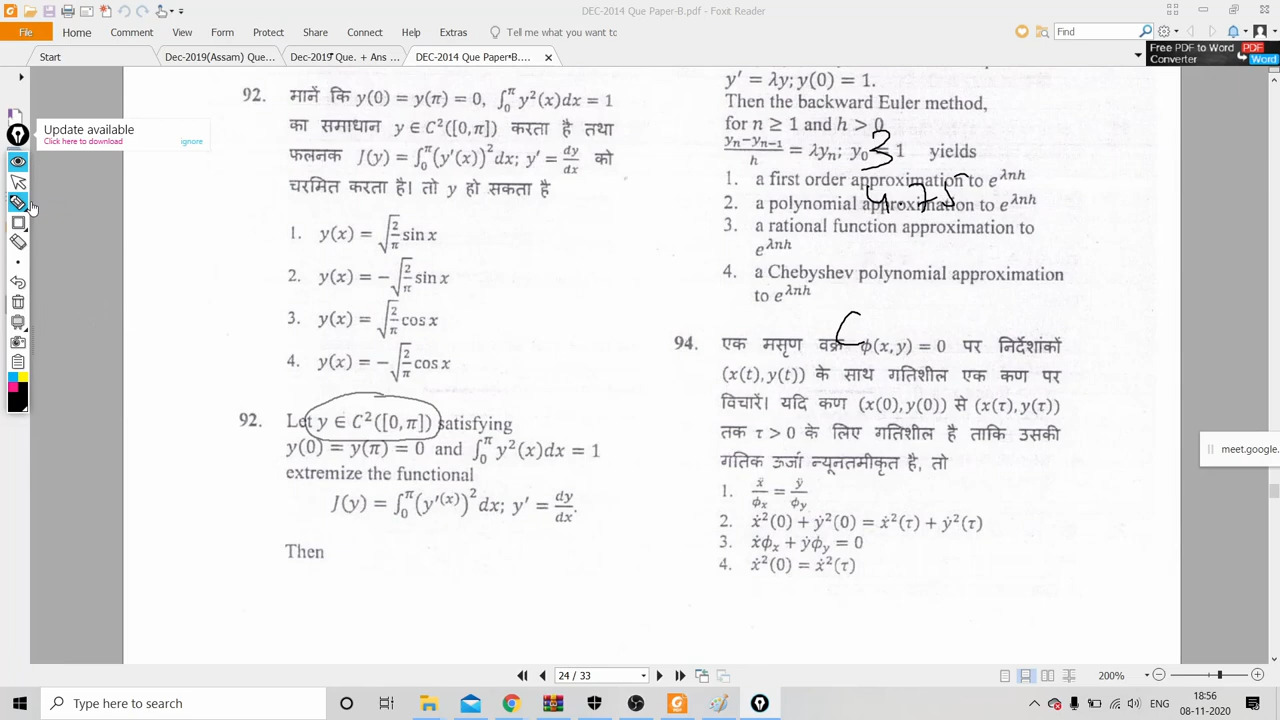 DEC-2014 Que Paper-B.pdf - Foxit Reader
File Home Comment View Form Protect Share Connect Help Extras Tell me what you want to Find
Start Dec-2019(Assam) Que... Dec-2019 Que. + Ans ... DEC-2014 Que Paper-B.... Free PDF to Word Converter PDF Word
Update available
Click here to download ignore
92. मानें कि y(0) = y(π) = 0, ∫₀^π y²(x)dx = 1
का समाधान y ∈ C²([0, π]) करता है तथा
फलनक J(y) = ∫₀^π (y′(x))² dx; y′ = dy/dx को
चरमित करता है। तो y हो सकता है
1. y(x) = √(2/π) sin x
2. y(x) = −√(2/π) sin x
3. y(x) = √(2/π) cos x
4. y(x) = −√(2/π) cos x
92. Let y ∈ C²([0, π]) satisfying
y(0) = y(π) = 0 and ∫₀^π y²(x)dx = 1
extremize the functional
J(y) = ∫₀^π (y′(x))² dx; y′ = dy/dx.
Then
y′ = λy; y(0) = 1.
Then the backward Euler method,
for n ≥ 1 and h > 0
(yₙ−yₙ₋₁)/h = λyₙ; y₀ = 1 yields
1. a first order approximation to e^λnh
2. a polynomial approximation to e^λnh
3. a rational function approximation to
e^λnh
4. a Chebyshev polynomial approximation
to e^λnh
94. एक मसृण वक्र ϕ(x, y) = 0 पर निर्देशांकों
(x(t), y(t)) के साथ गतिशील एक कण पर
विचारें। यदि कण (x(0), y(0)) से (x(τ), y(τ))
तक τ > 0 के लिए गतिशील है ताकि उसकी
गतिक ऊर्जा न्यूनतमीकृत है, तो
1. ẍ/ϕₓ = ÿ/ϕᵧ
2. ẋ²(0) + ẏ²(0) = ẋ²(τ) + ẏ²(τ)
3. ẋϕₓ + ẏϕᵧ = 0
4. ẋ²(0) = ẋ²(τ)
meet.google.
24 / 33 200%
Type here to search 18:56
08-11-2020